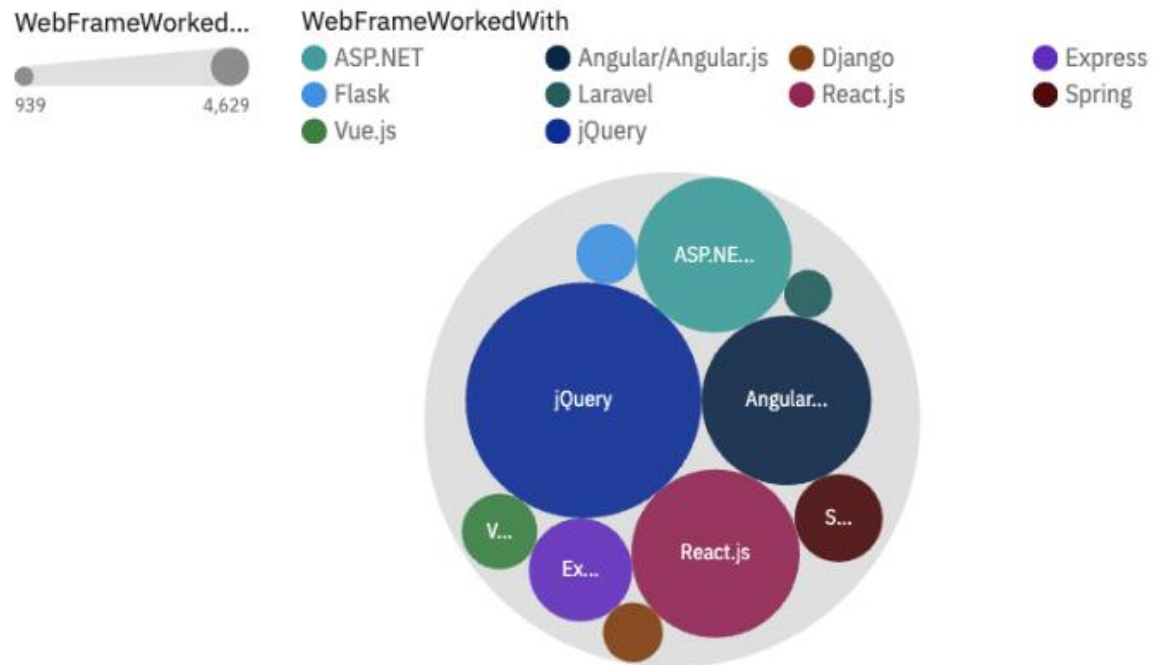 WebFrameWorked...
939 4,629
WebFrameWorkedWith
ASP.NET Angular/Angular.js Django Express
Flask Laravel React.js Spring
Vue.js jQuery
ASP.NE...
jQuery Angular...
V... S...
Ex... React.js